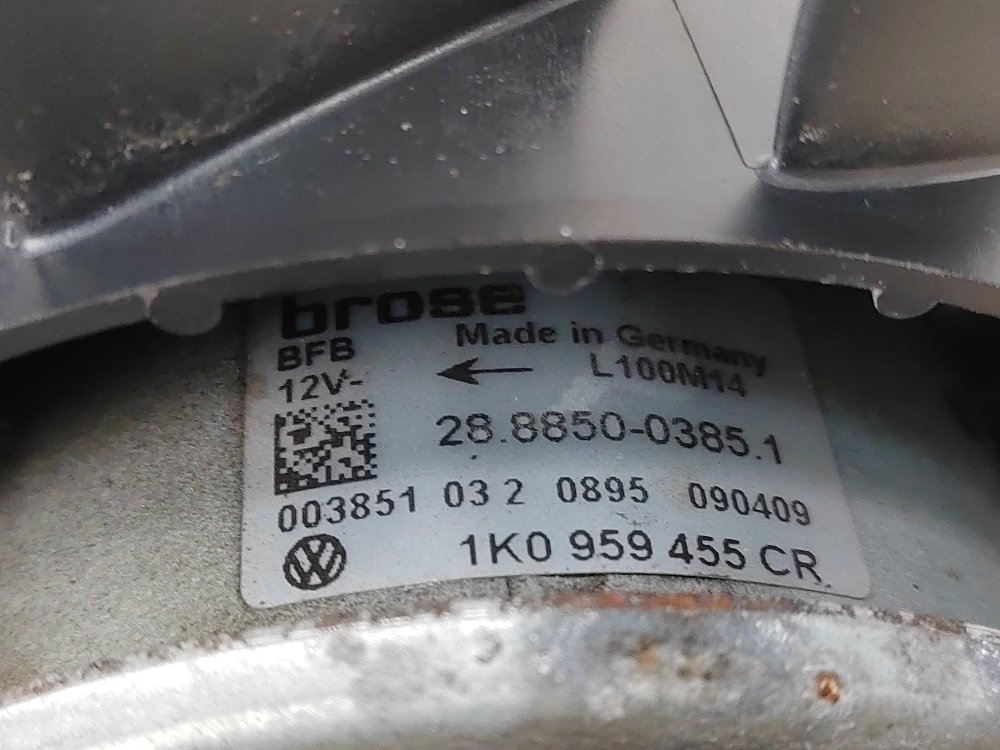 brose
Made in Germany
BFB
L100M14
12V
28.8850-0385.1
003851 03 2 0895 090409
1K0 959 455 CR